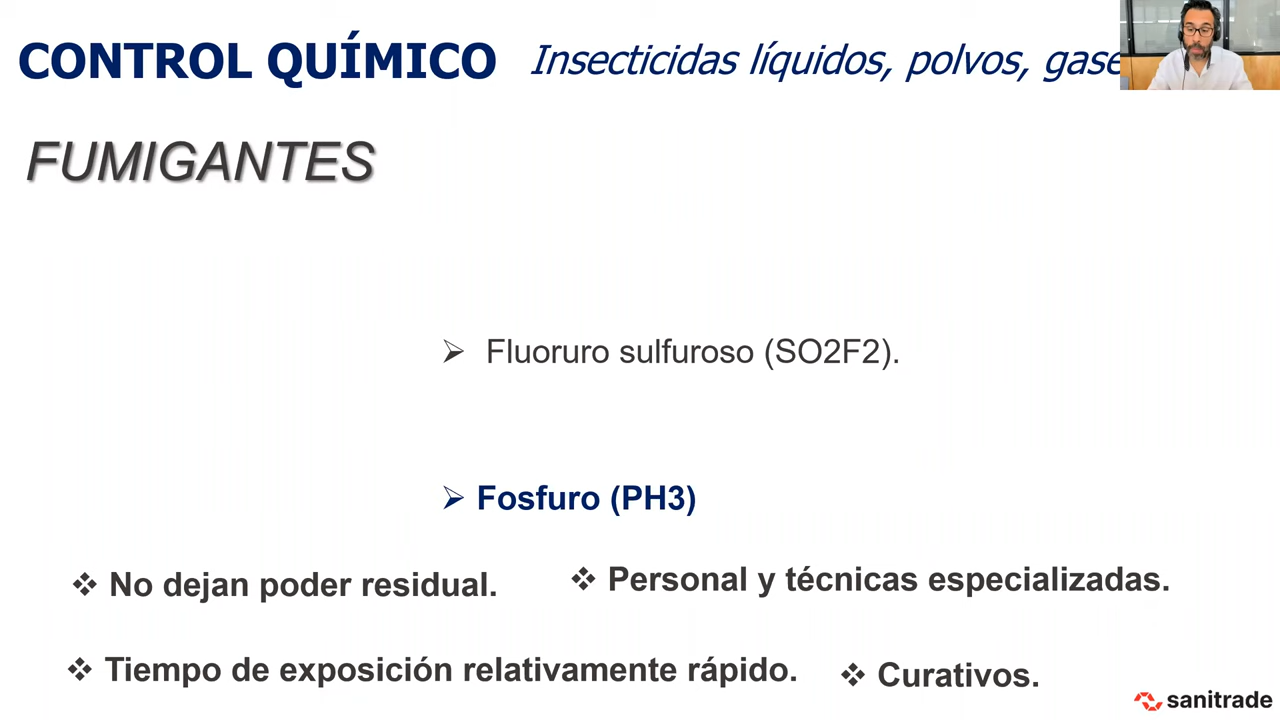 CONTROL QUÍMICO Insecticidas líquidos, polvos, gase
FUMIGANTES
Fluoruro sulfuroso (SO2F2).
Fosfuro (PH3)
No dejan poder residual.
Personal y técnicas especializadas.
Tiempo de exposición relativamente rápido.
Curativos.
sanitrade